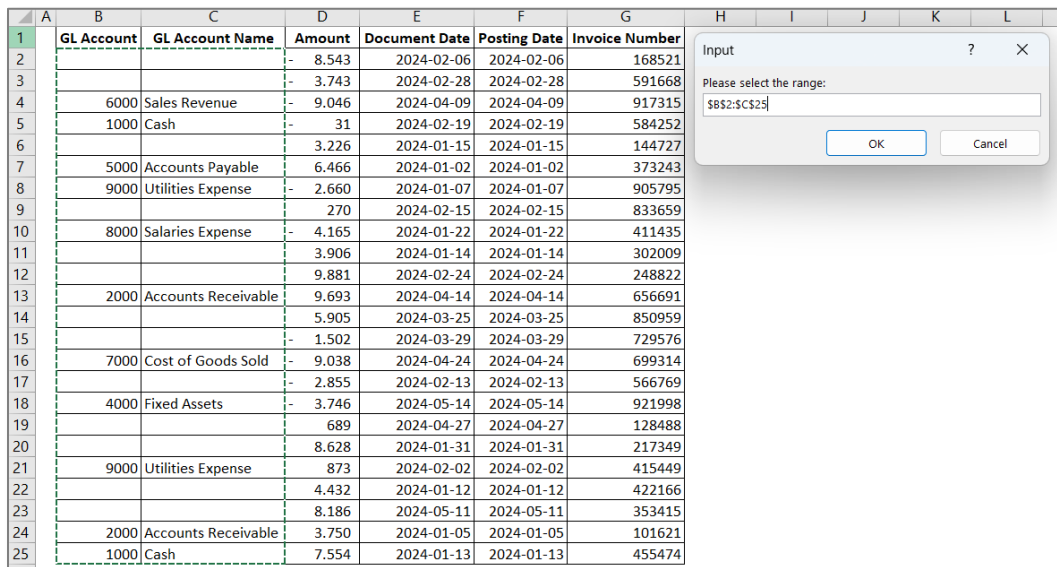 A B C D E F G H I J K L
1 GL Account GL Account Name Amount Document Date Posting Date Invoice Number
2 - 8.543 2024-02-06 2024-02-06 168521
3 - 3.743 2024-02-28 2024-02-28 591668
4 6000 Sales Revenue - 9.046 2024-04-09 2024-04-09 917315
5 1000 Cash - 31 2024-02-19 2024-02-19 584252
6 3.226 2024-01-15 2024-01-15 144727
7 5000 Accounts Payable 6.466 2024-01-02 2024-01-02 373243
8 9000 Utilities Expense - 2.660 2024-01-07 2024-01-07 905795
9 270 2024-02-15 2024-02-15 833659
10 8000 Salaries Expense - 4.165 2024-01-22 2024-01-22 411435
11 3.906 2024-01-14 2024-01-14 302009
12 9.881 2024-02-24 2024-02-24 248822
13 2000 Accounts Receivable 9.693 2024-04-14 2024-04-14 656691
14 5.905 2024-03-25 2024-03-25 850959
15 - 1.502 2024-03-29 2024-03-29 729576
16 7000 Cost of Goods Sold - 9.038 2024-04-24 2024-04-24 699314
17 - 2.855 2024-02-13 2024-02-13 566769
18 4000 Fixed Assets - 3.746 2024-05-14 2024-05-14 921998
19 689 2024-04-27 2024-04-27 128488
20 8.628 2024-01-31 2024-01-31 217349
21 9000 Utilities Expense 873 2024-02-02 2024-02-02 415449
22 4.432 2024-01-12 2024-01-12 422166
23 8.186 2024-05-11 2024-05-11 353415
24 2000 Accounts Receivable 3.750 2024-01-05 2024-01-05 101621
25 1000 Cash 7.554 2024-01-13 2024-01-13 455474
Input ?
Please select the range:
$B$2:$C$25
OK Cancel